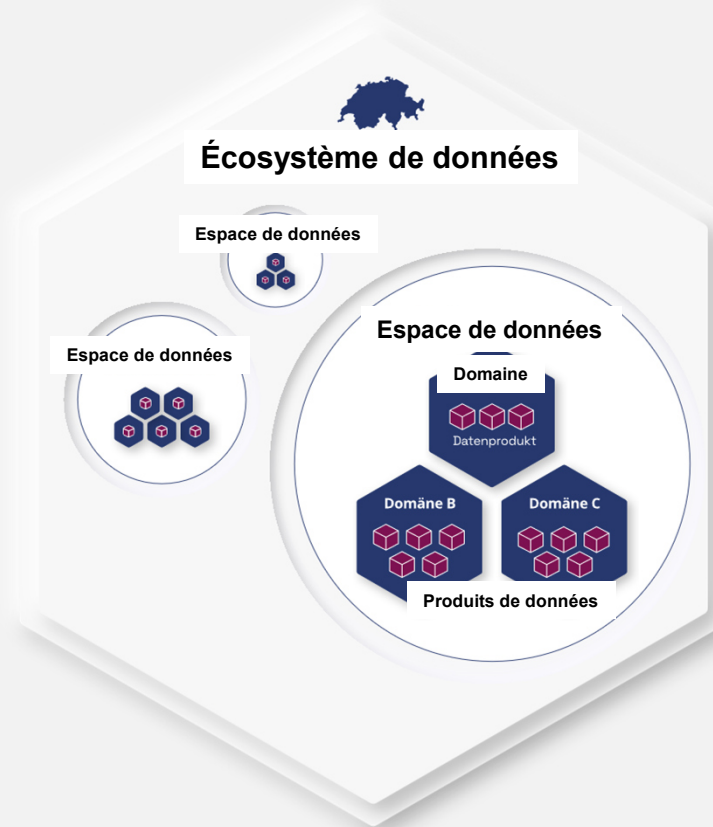 Écosystème de données
Espace de données
Espace de données
Espace de données
Domaine
Datenprodukt
Domäne B
Domäne C
Produits de données